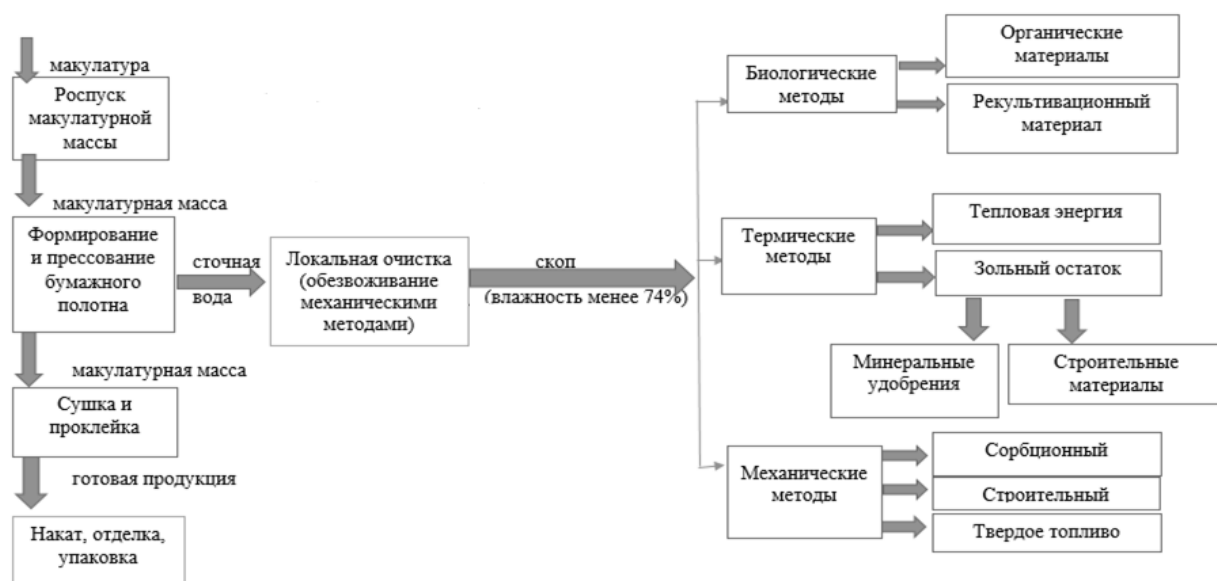 макулатура
Роспуск
макулатурной
массы
макулатурная масса
Формирование
и прессование
бумажного
полотна
сточная
вода
Локальная очистка
(обезвоживание
механическими
методами)
скоп
(влажность менее 74%)
макулатурная масса
Сушка и
проклейка
готовая продукция
Накат, отделка,
упаковка
Биологические
методы
Органические
материалы
Рекультивационный
материал
Термические
методы
Тепловая энергия
Зольный остаток
Минеральные
удобрения
Строительные
материалы
Механические
методы
Сорбционный
Строительный
Твердое топливо